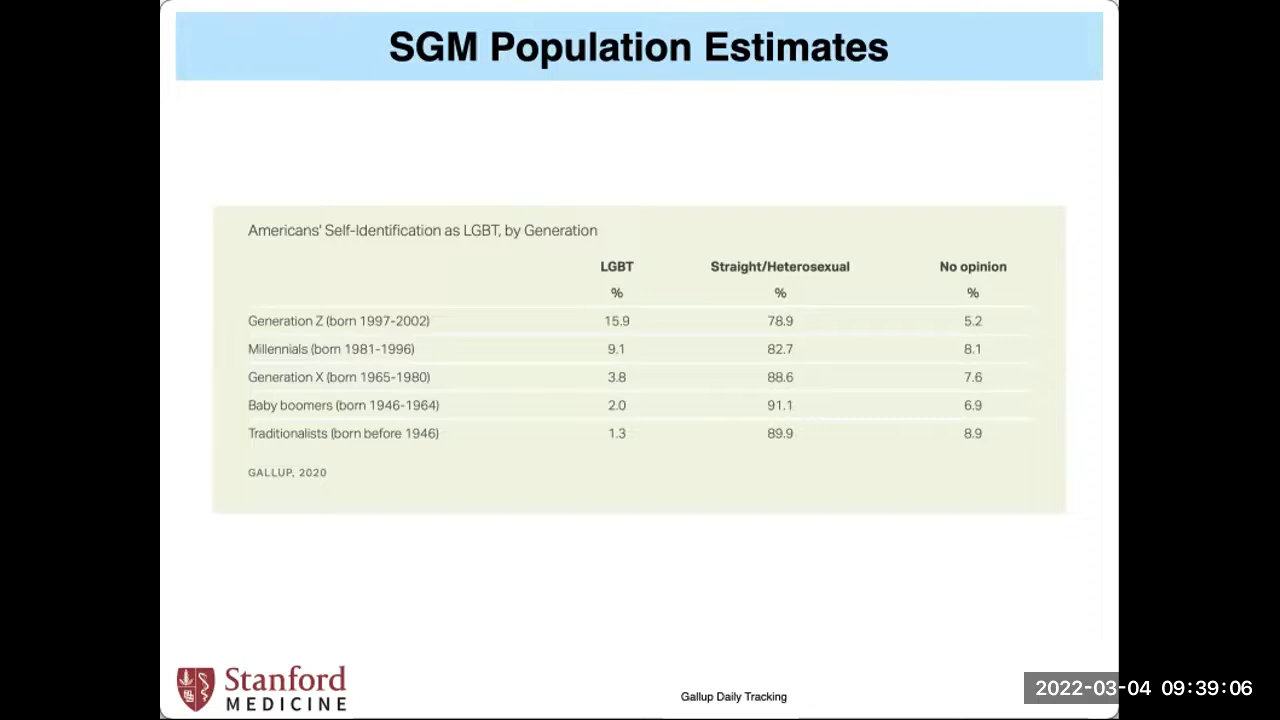 SGM Population Estimates
Americans' Self-Identification as LGBT, by Generation
LGBT Straight/Heterosexual No opinion
% % %
Generation Z (born 1997-2002) 15.9 78.9 5.2
Millennials (born 1981-1996) 9.1 82.7 8.1
Generation X (born 1965-1980) 3.8 88.6 7.6
Baby boomers (born 1946-1964) 2.0 91.1 6.9
Traditionalists (born before 1946) 1.3 89.9 8.9
GALLUP, 2020
Stanford
MEDICINE
Gallup Daily Tracking
2022-03-04 09:39:06